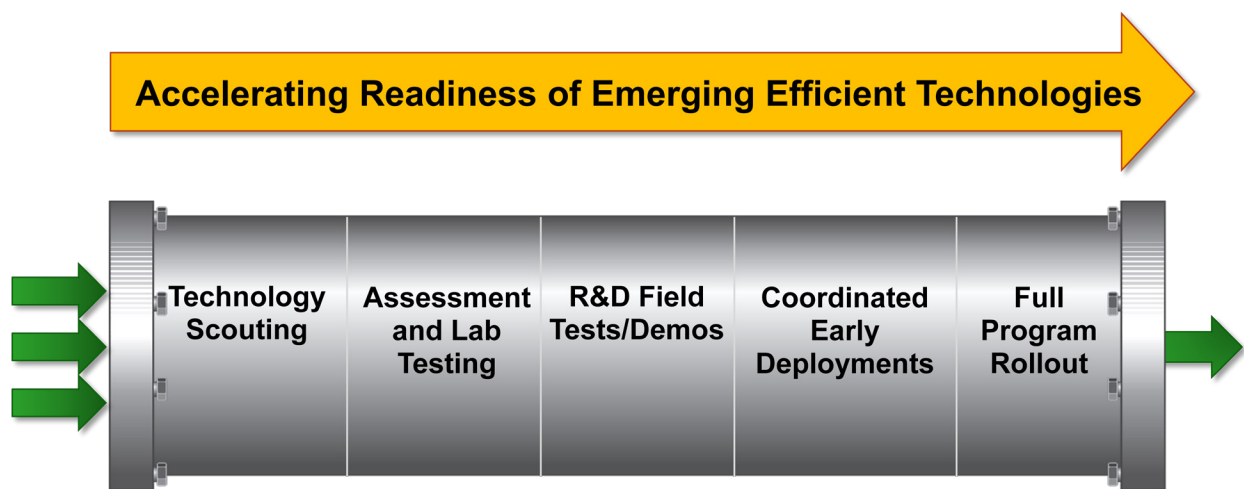 Accelerating Readiness of Emerging Efficient Technologies
Technology
Scouting
Assessment
and Lab
Testing
R&D Field
Tests/Demos
Coordinated
Early
Deployments
Full
Program
Rollout